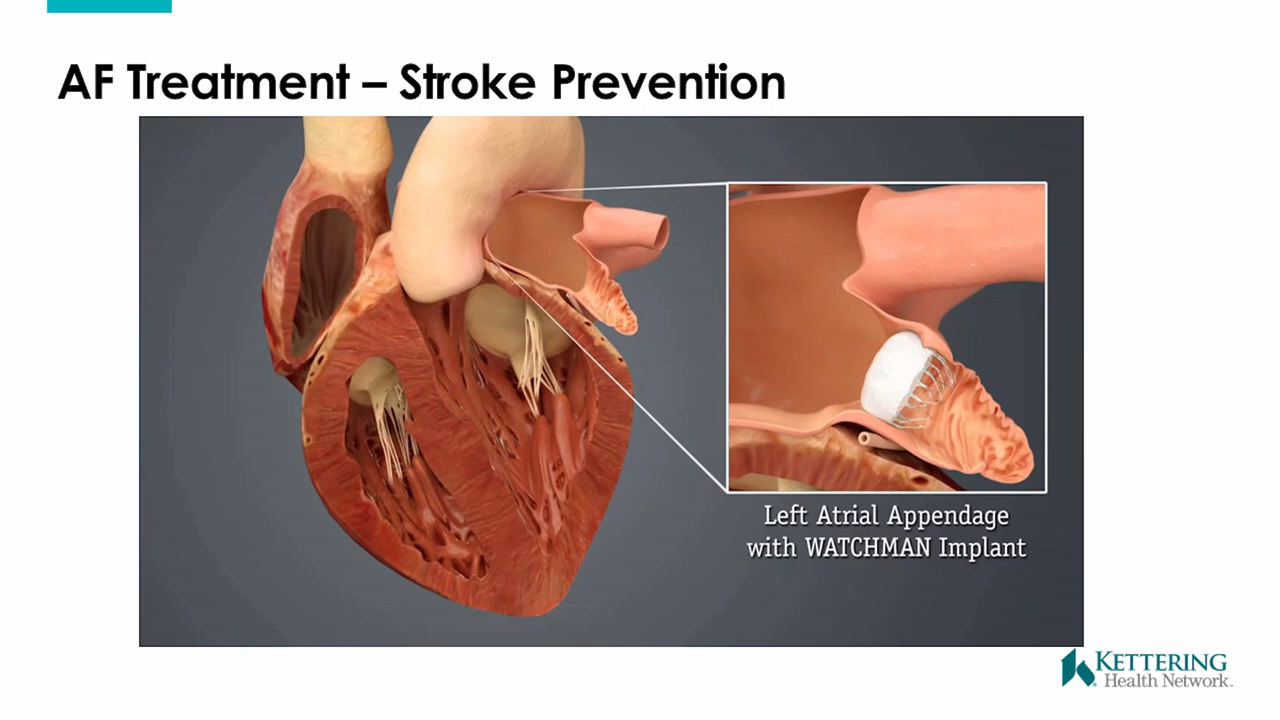 AF Treatment – Stroke Prevention
Left Atrial Appendage
with WATCHMAN Implant
KETTERING
Health Network